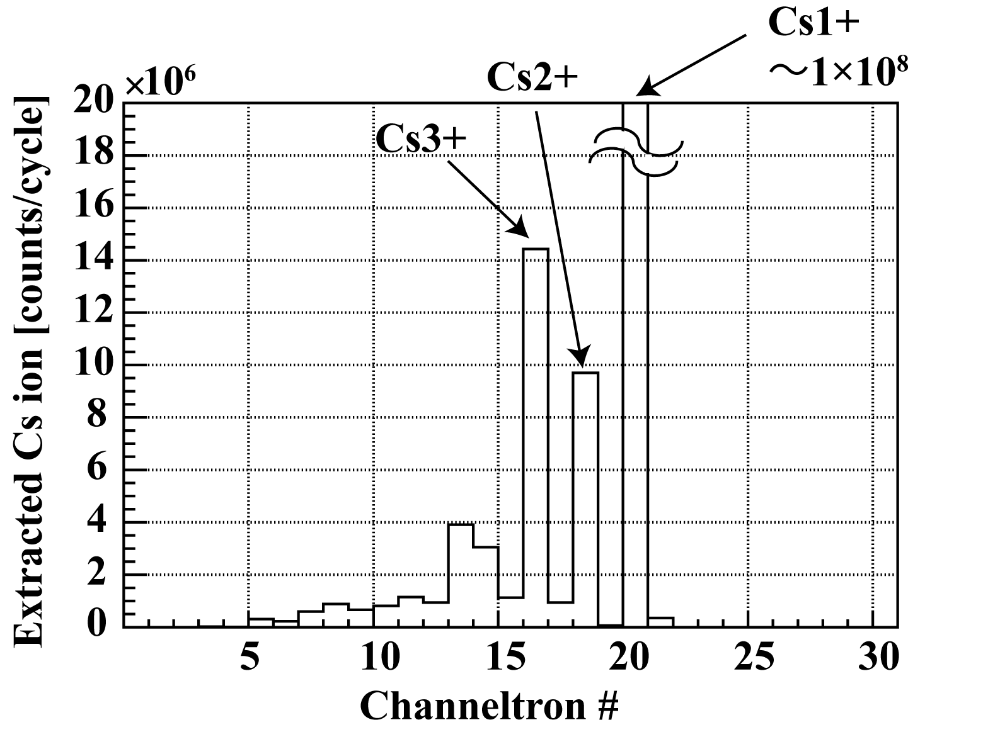 Cs1+
～1×10⁸
×10⁶
Cs2+
Cs3+
20
18
16
14
12
10
8
6
4
2
0
Extracted Cs ion [counts/cycle]
5 10 15 20 25 30
Channeltron #